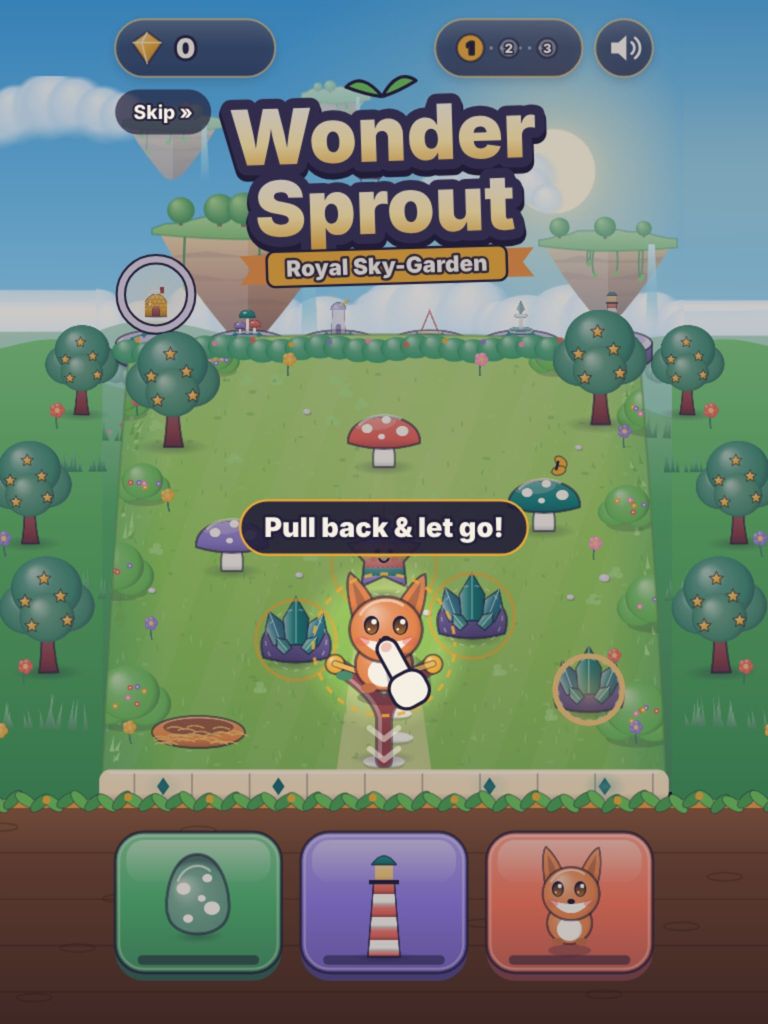 0
1 2 3
Skip »
Wonder
Sprout
Royal Sky-Garden
Pull back & let go!